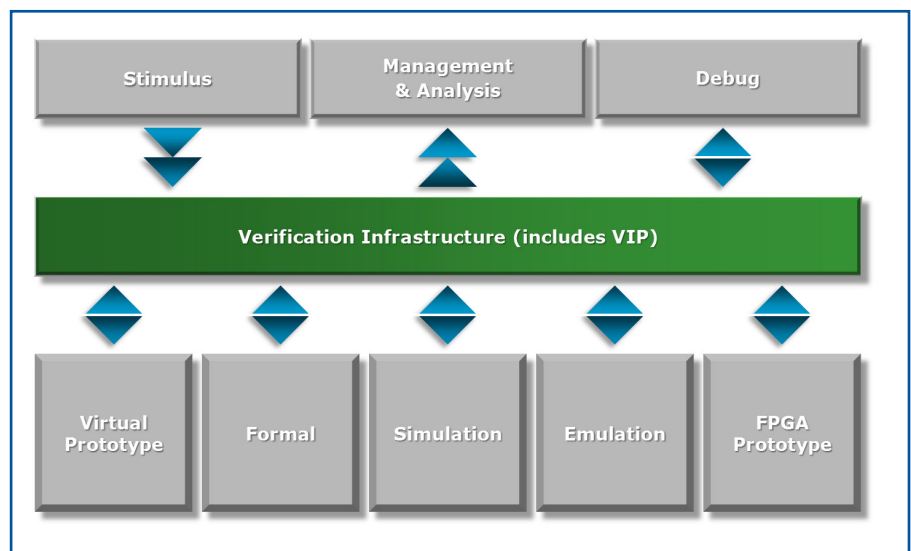 Stimulus
Management
& Analysis
Debug
Verification Infrastructure (includes VIP)
Virtual
Prototype
Formal
Simulation
Emulation
FPGA
Prototype